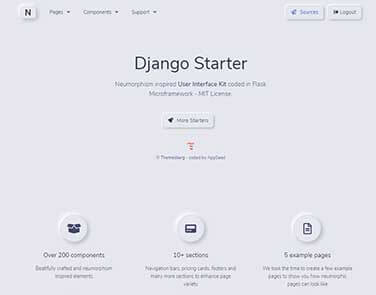 N Pages Components Support Sources Logout
Django Starter
Neumorphism inspired User Interface Kit coded in Flask
Microframework - MIT License.
More Starters
© Themesberg - coded by AppSeed
Over 200 components
Beatifully crafted and neumorphism
inspired elements.
10+ sections
Navigation bars, pricing cards, footers and
many more sections to enhance page
variety.
5 example pages
We took the time to create a few example
pages to show you how neumorphic
pages can look like.